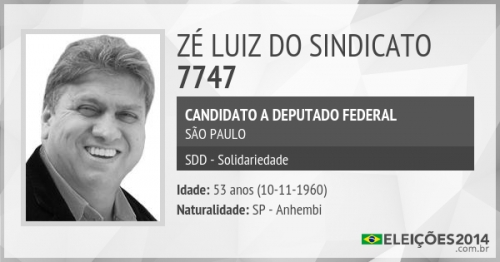 ZÉ LUIZ DO SINDICATO
7747
CANDIDATO A DEPUTADO FEDERAL
SÃO PAULO
SDD - Solidariedade
Idade: 53 anos (10-11-1960)
Naturalidade: SP - Anhembi
ELEIÇÕES2014
.com.br